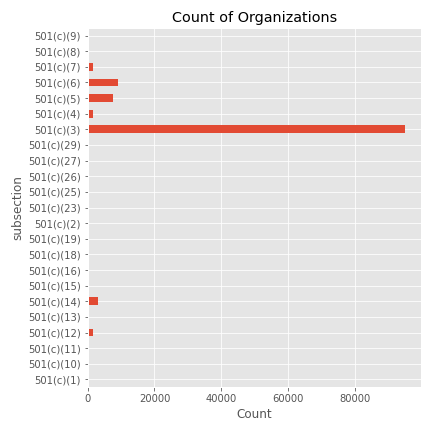 Count of Organizations
501(c)(9)
501(c)(8)
501(c)(7)
501(c)(6)
501(c)(5)
501(c)(4)
501(c)(3)
501(c)(29)
501(c)(27)
501(c)(26)
501(c)(25)
501(c)(23)
501(c)(2)
501(c)(19)
501(c)(18)
501(c)(16)
501(c)(15)
501(c)(14)
501(c)(13)
501(c)(12)
501(c)(11)
501(c)(10)
501(c)(1)
subsection
0 20000 40000 60000 80000
Count